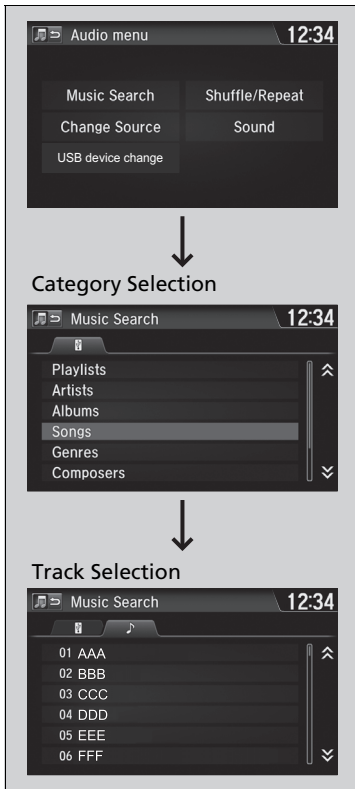 Audio menu 12:34
Music Search Shuffle/Repeat
Change Source Sound
USB device change
Category Selection
Music Search 12:34
Playlists
Artists
Albums
Songs
Genres
Composers
Track Selection
Music Search 12:34
01 AAA
02 BBB
03 CCC
04 DDD
05 EEE
06 FFF